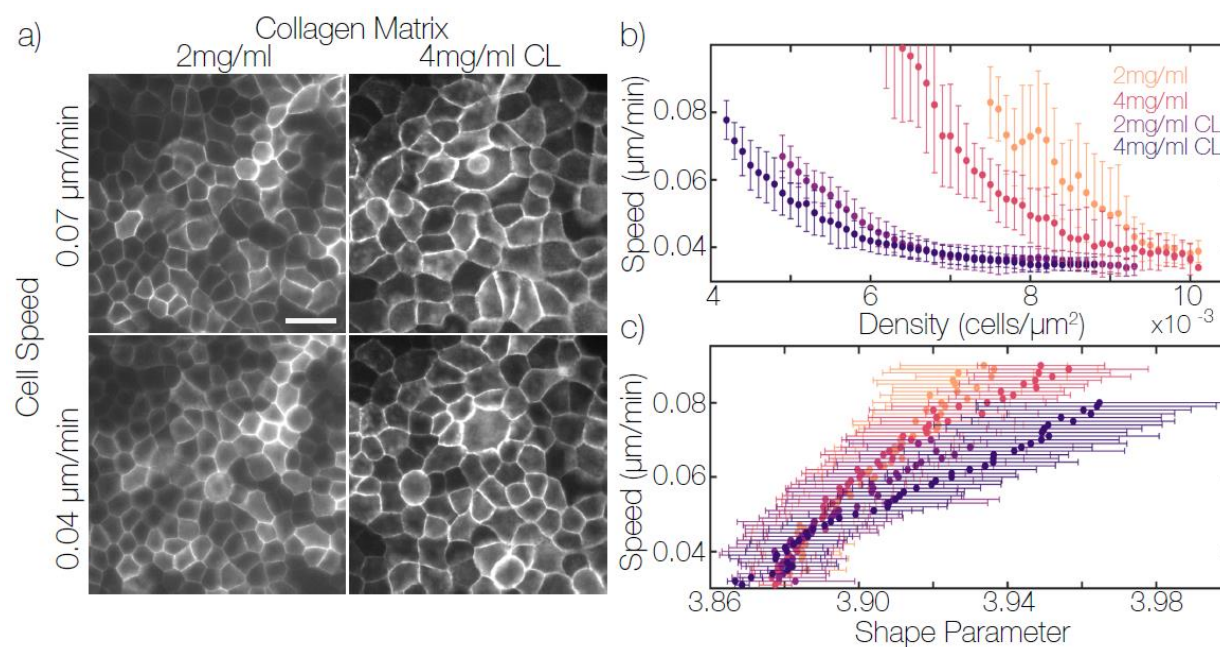 a)
Collagen Matrix
2mg/ml
4mg/ml CL
Cell Speed
0.07 µm/min
0.04 µm/min
b)
Speed (µm/min)
0.08
0.06
0.04
2mg/ml
4mg/ml
2mg/ml CL
4mg/ml CL
4
6
8
10
Density (cells/µm²)
x10⁻³
c)
Speed (µm/min)
0.08
0.06
0.04
3.86
3.90
3.94
3.98
Shape Parameter